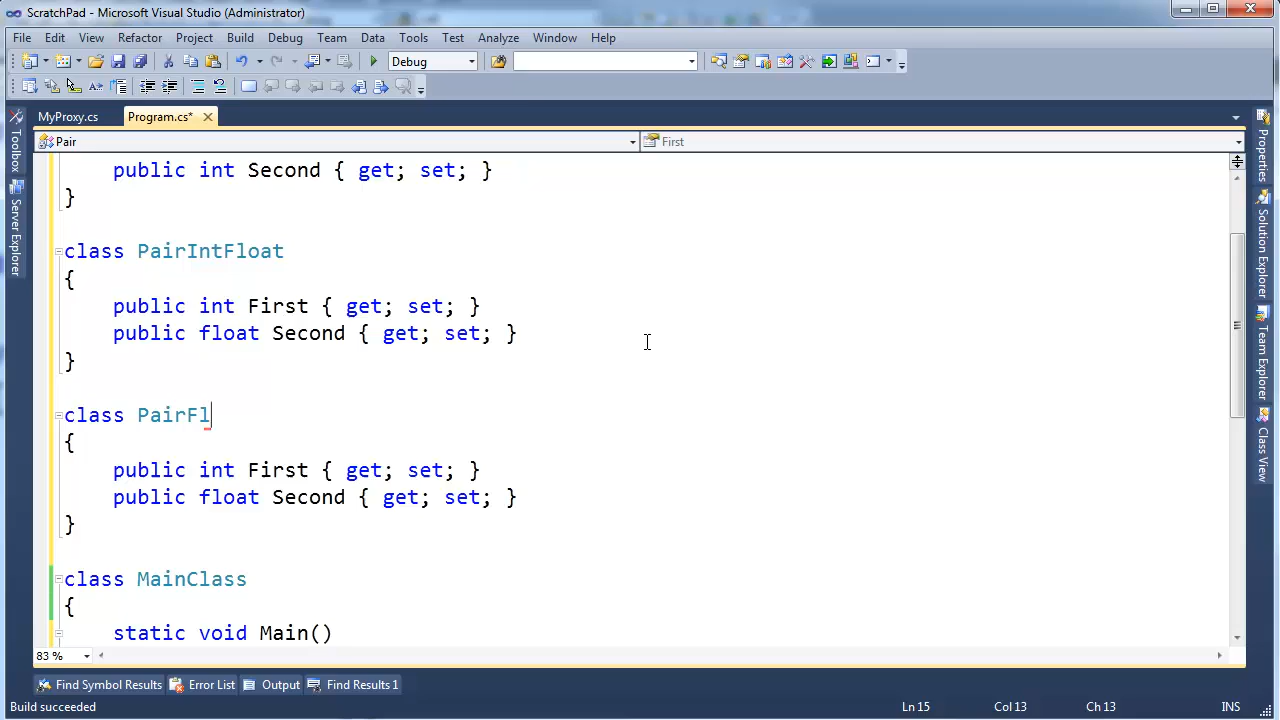 ScratchPad - Microsoft Visual Studio (Administrator)
File Edit View Refactor Project Build Debug Team Data Tools Test Analyze Window Help
Debug
MyProxy.cs Program.cs*
Pair First
public int Second { get; set; }
}
class PairIntFloat
{
public int First { get; set; }
public float Second { get; set; }
}
class PairFl
{
public int First { get; set; }
public float Second { get; set; }
}
class MainClass
{
static void Main()
83 %
Toolbox
Server Explorer
Properties
Solution Explorer
Team Explorer
Class View
Find Symbol Results Error List Output Find Results 1
Build succeeded Ln 15 Col 13 Ch 13 INS